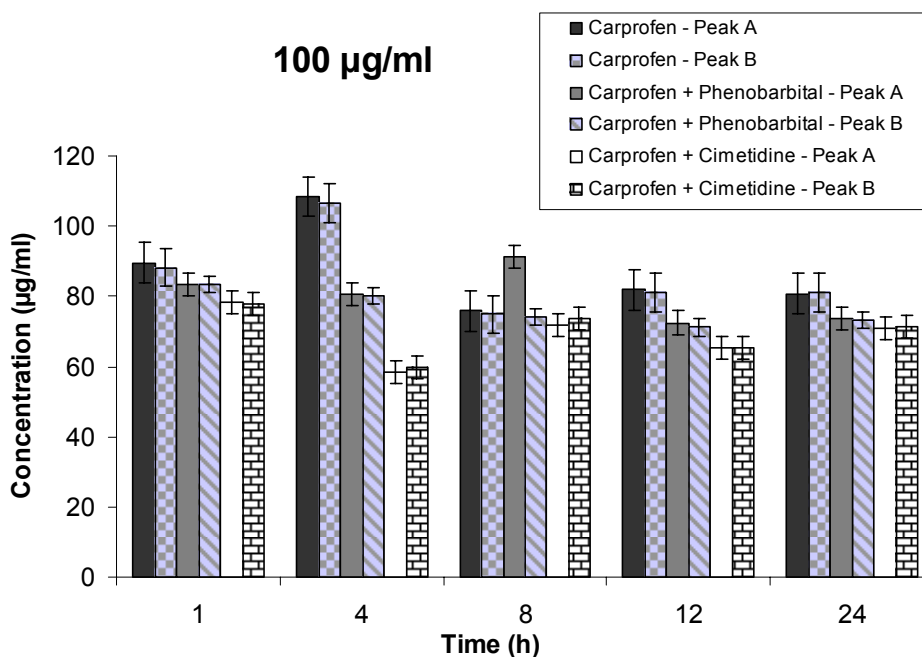 100 µg/ml
Carprofen - Peak A
Carprofen - Peak B
Carprofen + Phenobarbital - Peak A
Carprofen + Phenobarbital - Peak B
Carprofen + Cimetidine - Peak A
Carprofen + Cimetidine - Peak B
Concentration (µg/ml)
120
100
80
60
40
20
0
1 4 8 12 24
Time (h)